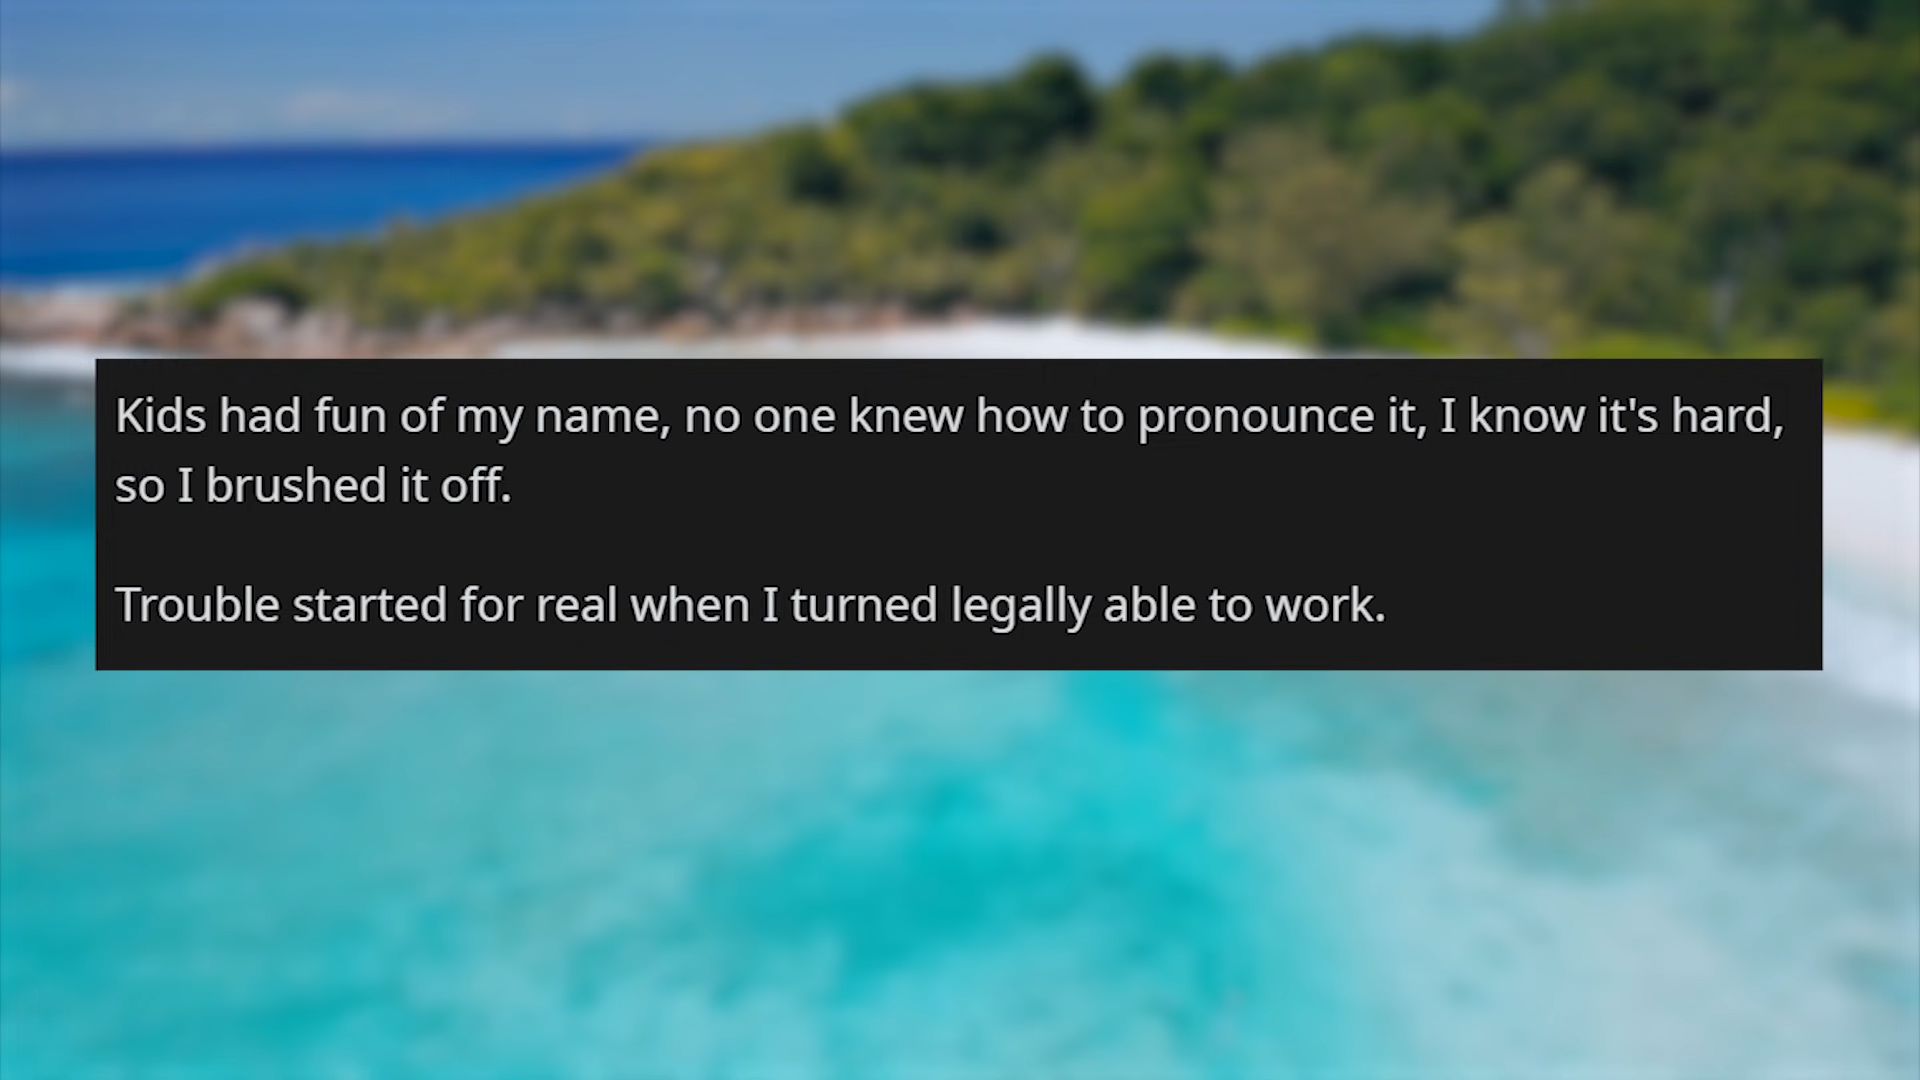 Kids had fun of my name, no one knew how to pronounce it, I know it's hard,
so I brushed it off.
Trouble started for real when I turned legally able to work.